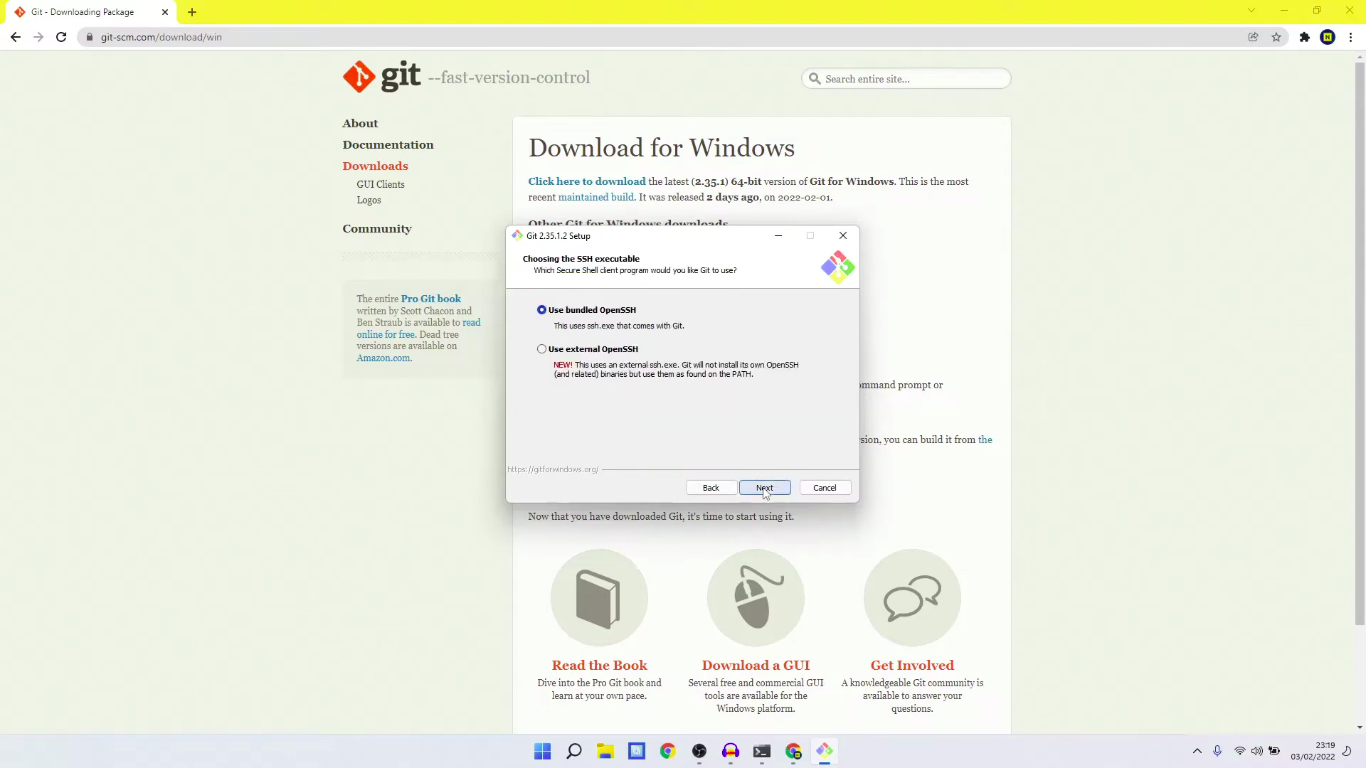 Git - Downloading Package
git-scm.com/download/win
git --fast-version-control
Search entire site...
About
Documentation
Downloads
GUI Clients
Logos
Community
The entire Pro Git book
written by Scott Chacon and
Ben Straub is available to read
online for free. Dead tree
versions are available on
Amazon.com.
Download for Windows
Click here to download the latest (2.35.1) 64-bit version of Git for Windows. This is the most
recent maintained build. It was released 2 days ago, on 2022-02-01.
Other Git for Windows downloads
Git 2.35.1.2 Setup
Choosing the SSH executable
Which Secure Shell client program would you like Git to use?
Use bundled OpenSSH
This uses ssh.exe that comes with Git.
Use external OpenSSH
NEW! This uses an external ssh.exe. Git will not install its own OpenSSH
(and related) binaries but use them as found on the PATH.
https://gitforwindows.org/
Back
Next
Cancel
ommand prompt or
rsion, you can build it from the
Now that you have downloaded Git, it's time to start using it.
Read the Book
Dive into the Pro Git book and
learn at your own pace.
Download a GUI
Several free and commercial GUI
tools are available for the
Windows platform.
Get Involved
A knowledgeable Git community is
available to answer your
questions.
23:19
03/02/2022